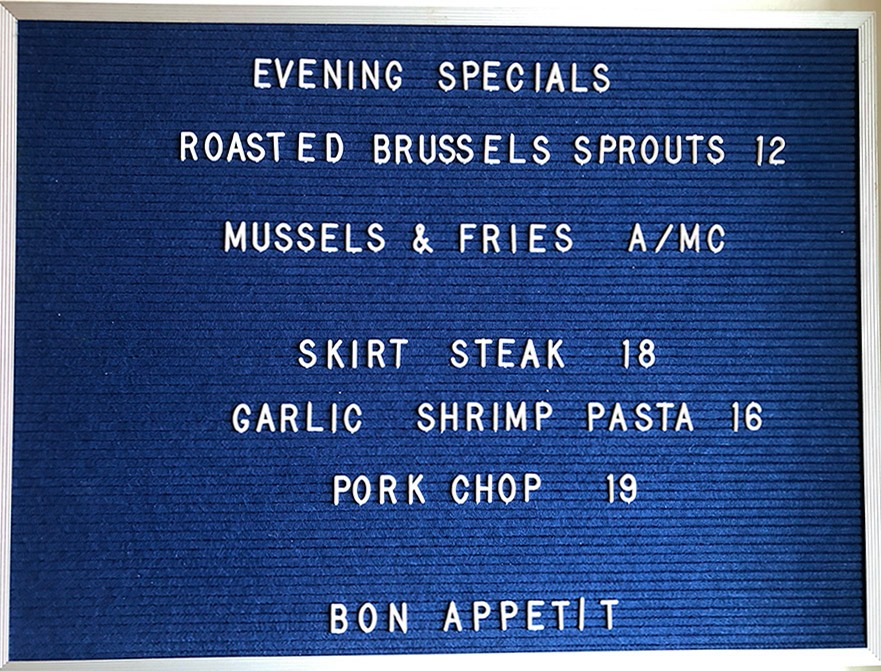 EVENING SPECIALS
ROASTED BRUSSELS SPROUTS 12
MUSSELS & FRIES A/MC
SKIRT STEAK 18
GARLIC SHRIMP PASTA 16
PORK CHOP 19
BON APPETIT